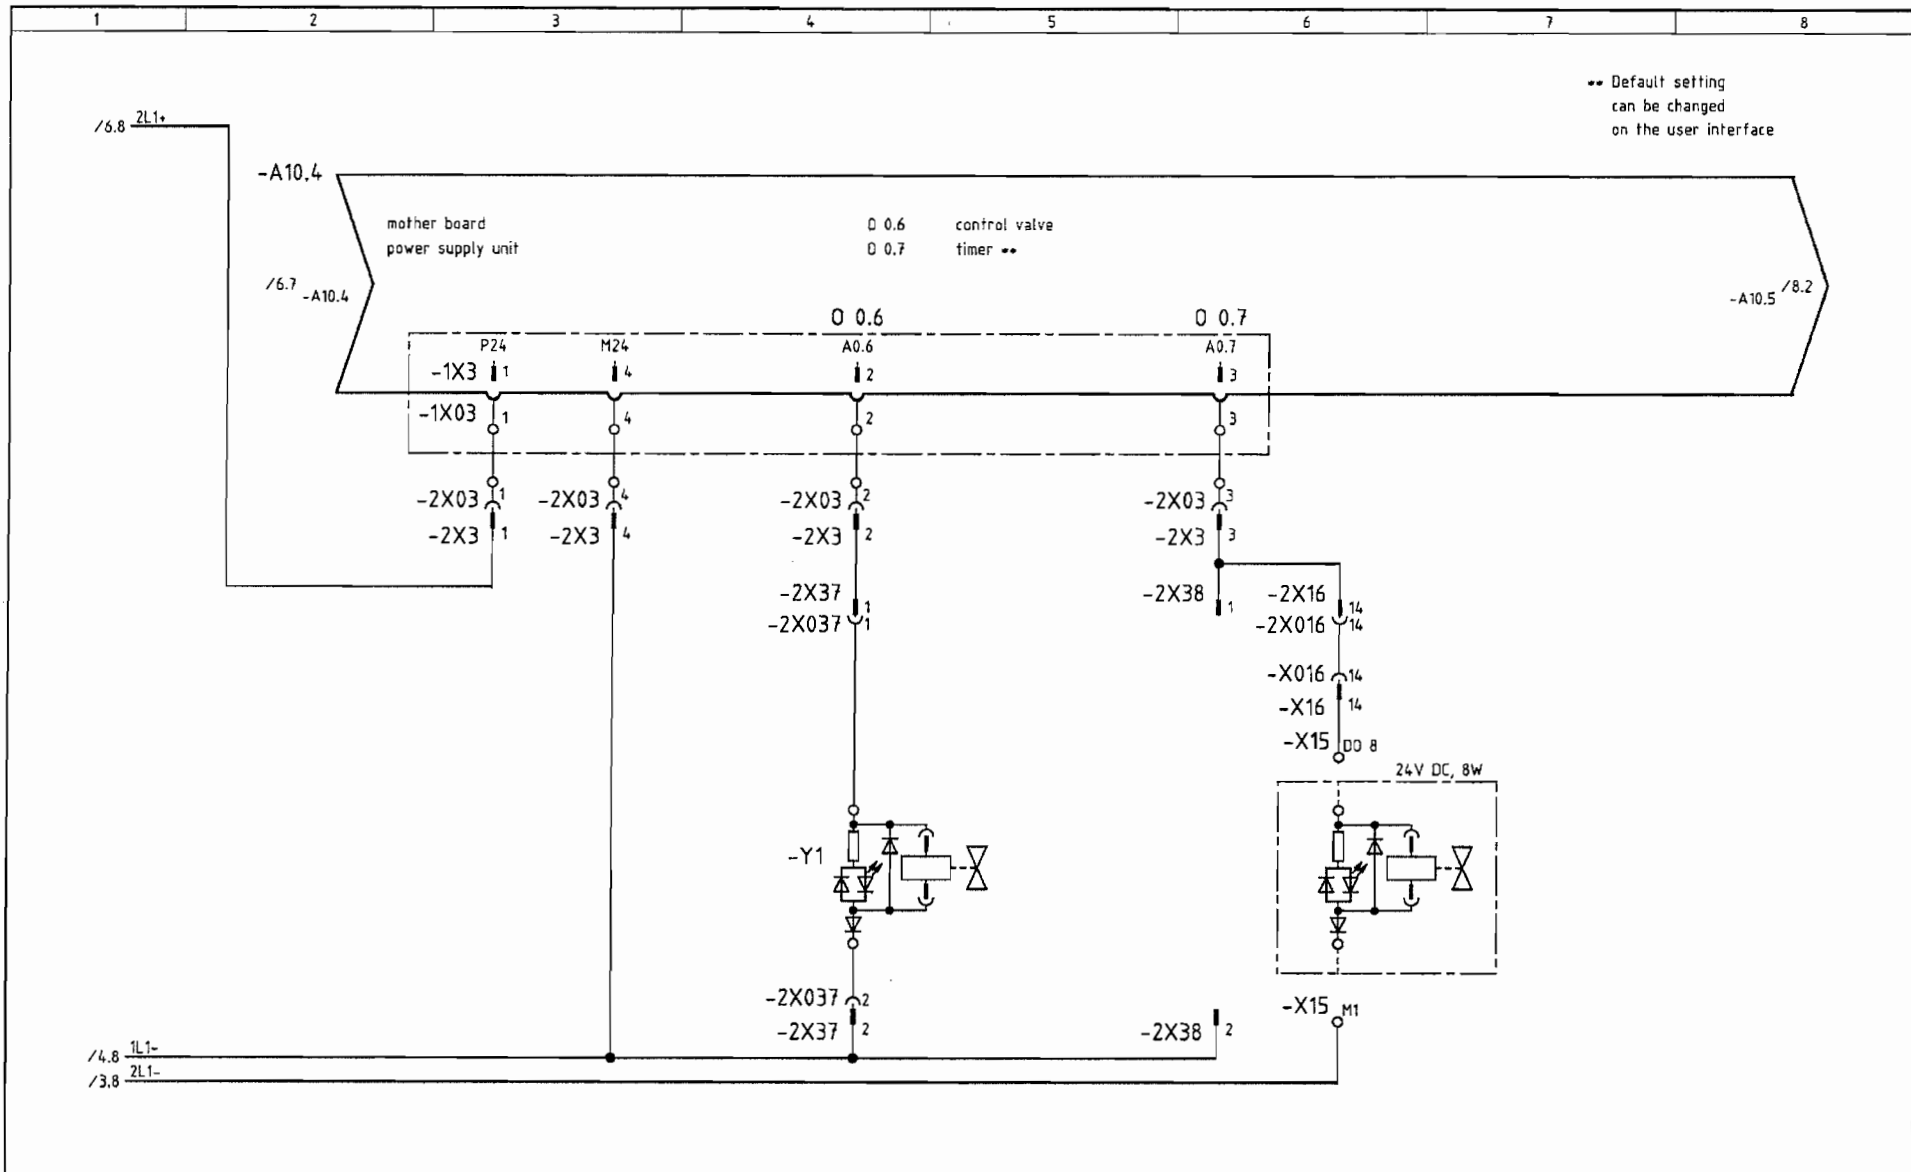 1 2 3 4 5 6 7 8
•• Default setting
can be changed
on the user interface
/6.8 2L1+
-A10.4
mother board O 0.6 control valve
power supply unit O 0.7 timer ••
/6.7 -A10.4
-A10.5 /8.2
O 0.6 O 0.7
P24 M24 A0.6 A0.7
-1X3 1 4 2 3
-1X03 1 4 2 3
-2X03 1 -2X03 4 -2X03 2 -2X03 3
-2X3 1 -2X3 4 -2X3 2 -2X3 3
-2X37 1 -2X38 1 -2X16 14
-2X037 1 -2X016 14
-X016 14
-X16 14
-X15 DO 8
24V DC, 8W
-Y1
-2X037 2 -X15 M1
-2X37 2 -2X38 2
/4.8 1L1-
/3.8 2L1-